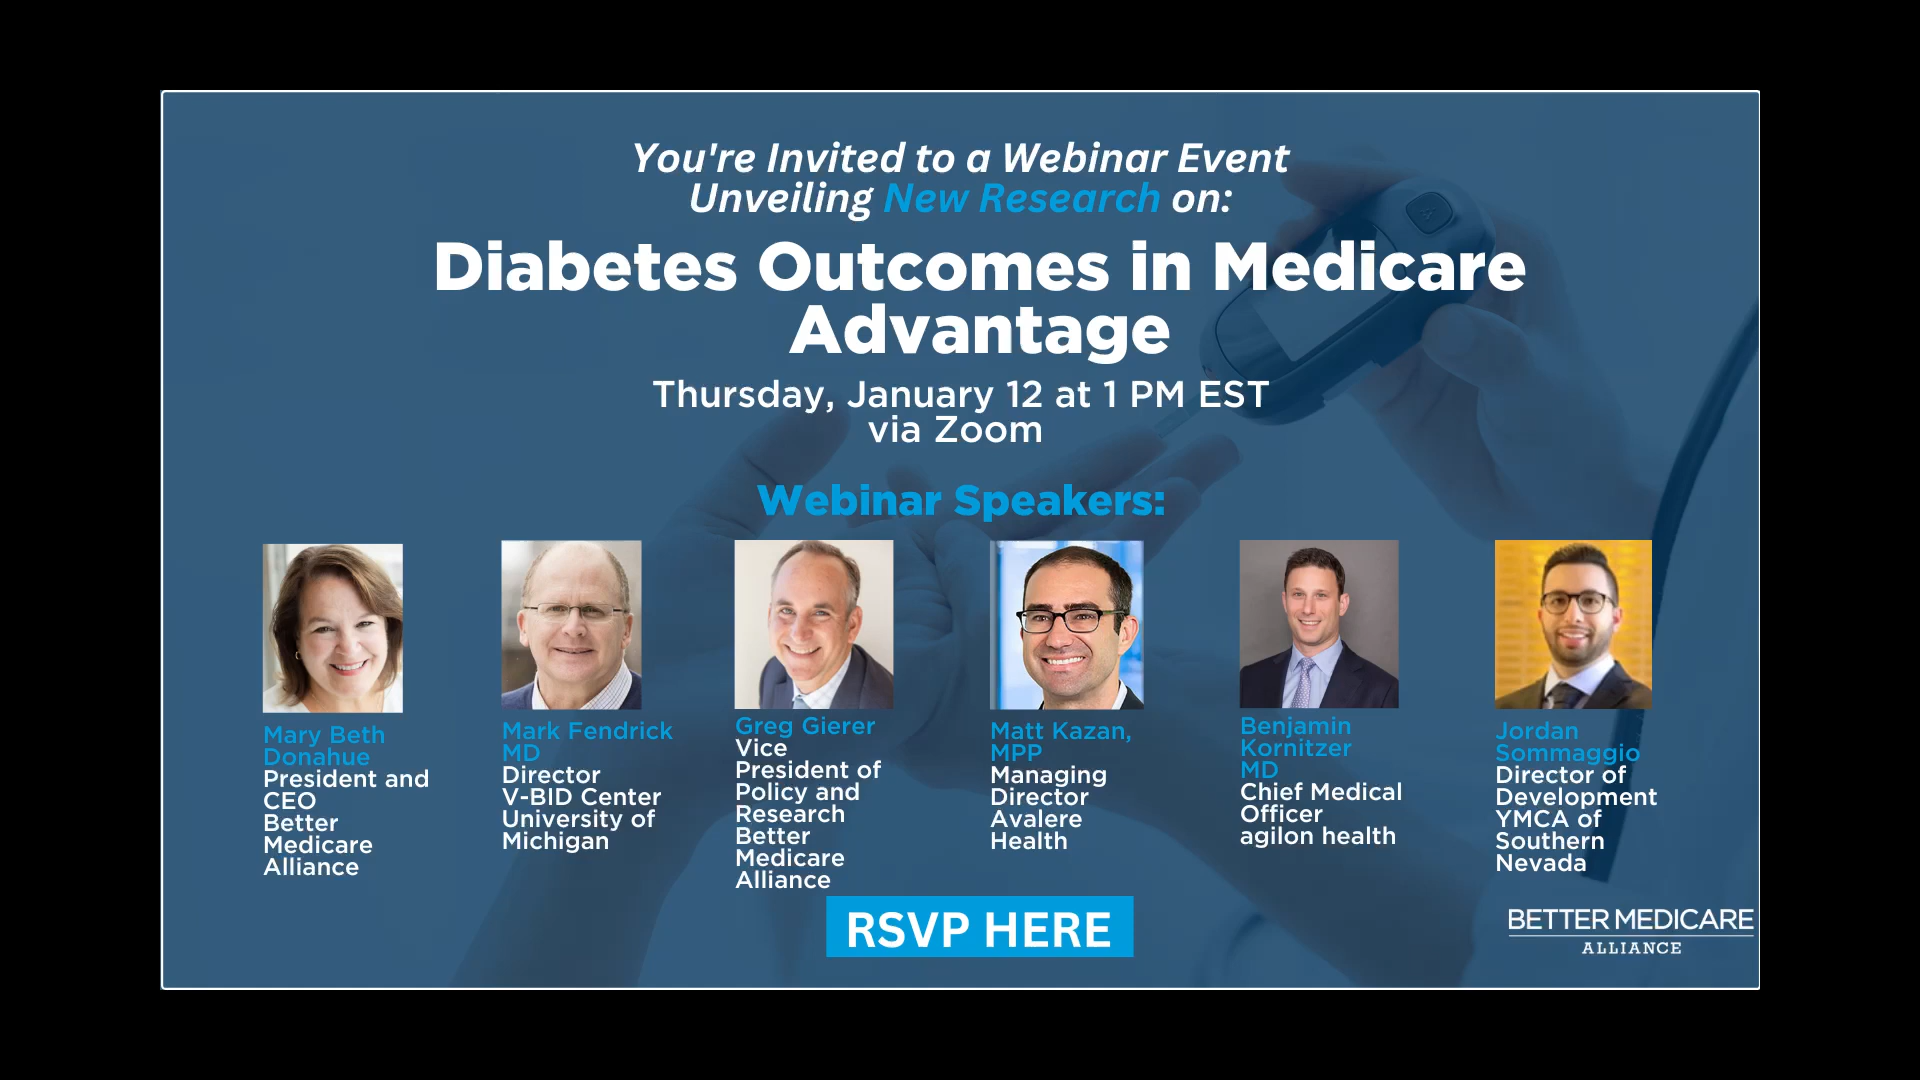 You're Invited to a Webinar Event
Unveiling New Research on:
Diabetes Outcomes in Medicare
Advantage
Thursday, January 12 at 1 PM EST
via Zoom
Webinar Speakers:
Mary Beth
Donahue
President and
CEO
Better
Medicare
Alliance
Mark Fendrick
MD
Director
V-BID Center
University of
Michigan
Greg Gierer
Vice
President of
Policy and
Research
Better
Medicare
Alliance
Matt Kazan,
MPP
Managing
Director
Avalere
Health
Benjamin
Kornitzer
MD
Chief Medical
Officer
agilon health
Jordan
Sommaggio
Director of
Development
YMCA of
Southern
Nevada
RSVP HERE
BETTER MEDICARE
ALLIANCE